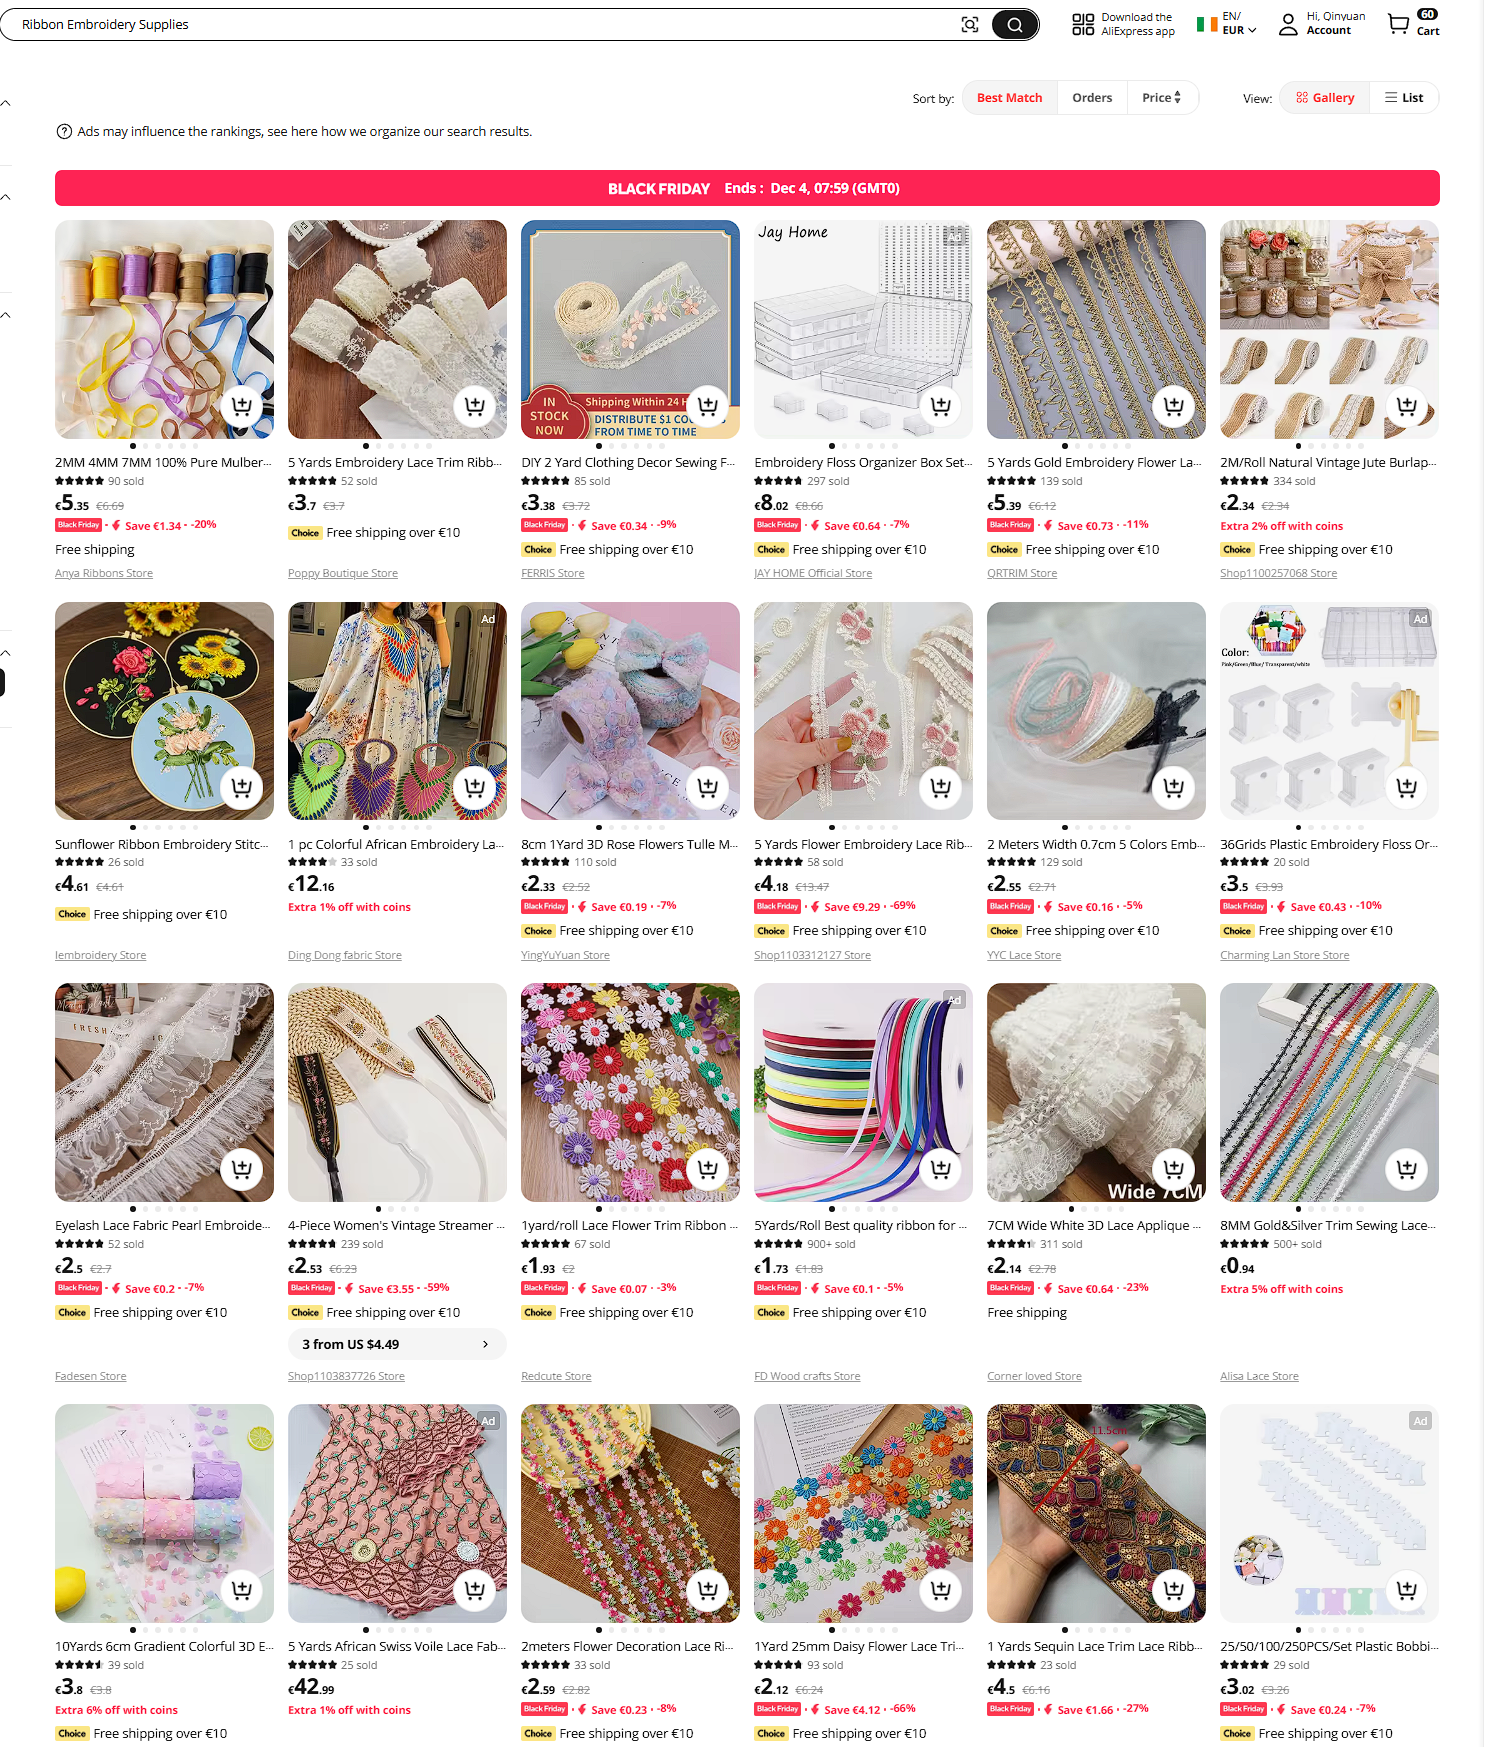 Ribbon Embroidery Supplies
Download the
AliExpress app
EN/
EUR
Hi, Qinyuan
Account
60
Cart
Sort by:
Best Match
Orders
Price
View:
Gallery
List
Ads may influence the rankings, see here how we organize our search results.
BLACK FRIDAY Ends : Dec 4, 07:59 (GMT0)
IN
STOCK
NOW
Shipping Within 24 H
DISTRIBUTE $1 CO
FROM TIME TO TIME
Jay Home
2MM 4MM 7MM 100% Pure Mulber...
90 sold
€5.35 €6.69
Black Friday · Save €1.34 · -20%
Free shipping
Anya Ribbons Store
5 Yards Embroidery Lace Trim Ribb...
52 sold
€3.7 €3.7
Choice Free shipping over €10
Poppy Boutique Store
DIY 2 Yard Clothing Decor Sewing F...
85 sold
€3.38 €3.72
Black Friday · Save €0.34 · -9%
Choice Free shipping over €10
FERRIS Store
Embroidery Floss Organizer Box Set...
297 sold
€8.02 €8.66
Black Friday · Save €0.64 · -7%
Choice Free shipping over €10
JAY HOME Official Store
5 Yards Gold Embroidery Flower La...
139 sold
€5.39 €6.12
Black Friday · Save €0.73 · -11%
Choice Free shipping over €10
QRTRIM Store
2M/Roll Natural Vintage Jute Burlap...
334 sold
€2.34 €2.34
Extra 2% off with coins
Choice Free shipping over €10
Shop1100257068 Store
Sunflower Ribbon Embroidery Stitc...
26 sold
€4.61 €4.61
Choice Free shipping over €10
Iembroidery Store
Ad
1 pc Colorful African Embroidery La...
33 sold
€12.16
Extra 1% off with coins
Ding Dong fabric Store
8cm 1Yard 3D Rose Flowers Tulle M...
110 sold
€2.33 €2.52
Black Friday · Save €0.19 · -7%
Choice Free shipping over €10
YingYuYuan Store
5 Yards Flower Embroidery Lace Rib...
58 sold
€4.18 €13.47
Black Friday · Save €9.29 · -69%
Choice Free shipping over €10
Shop1103312127 Store
2 Meters Width 0.7cm 5 Colors Emb...
129 sold
€2.55 €2.71
Black Friday · Save €0.16 · -5%
Choice Free shipping over €10
YYC Lace Store
Ad
Color:
Pink/Green/Blue/ Transparent/white
36Grids Plastic Embroidery Floss Or...
20 sold
€3.5 €3.93
Black Friday · Save €0.43 · -10%
Choice Free shipping over €10
Charming Lan Store Store
Eyelash Lace Fabric Pearl Embroide...
52 sold
€2.5 €2.7
Black Friday · Save €0.2 · -7%
Choice Free shipping over €10
Fadesen Store
4-Piece Women's Vintage Streamer ...
239 sold
€2.53 €6.23
Black Friday · Save €3.55 · -59%
Choice Free shipping over €10
3 from US $4.49
Shop1103837726 Store
1yard/roll Lace Flower Trim Ribbon ...
67 sold
€1.93 €2
Black Friday · Save €0.07 · -3%
Choice Free shipping over €10
Redcute Store
Ad
5Yards/Roll Best quality ribbon for ...
900+ sold
€1.73 €1.83
Black Friday · Save €0.1 · -5%
Choice Free shipping over €10
FD Wood crafts Store
Wide 7CM
7CM Wide White 3D Lace Applique ...
311 sold
€2.14 €2.78
Black Friday · Save €0.64 · -23%
Free shipping
Corner loved Store
8MM Gold&Silver Trim Sewing Lace...
500+ sold
€0.94
Extra 5% off with coins
Alisa Lace Store
10Yards 6cm Gradient Colorful 3D E...
39 sold
€3.8 €3.8
Extra 6% off with coins
Choice Free shipping over €10
Ad
5 Yards African Swiss Voile Lace Fab...
25 sold
€42.99
Extra 1% off with coins
2meters Flower Decoration Lace Ri...
33 sold
€2.59 €2.82
Black Friday · Save €0.23 · -8%
Choice Free shipping over €10
1Yard 25mm Daisy Flower Lace Tri...
93 sold
€2.12 €6.24
Black Friday · Save €4.12 · -66%
Choice Free shipping over €10
11.5cm
1 Yards Sequin Lace Trim Lace Ribb...
23 sold
€4.5 €6.16
Black Friday · Save €1.66 · -27%
Ad
25/50/100/250PCS/Set Plastic Bobbi...
29 sold
€3.02 €3.26
Black Friday · Save €0.24 · -7%
Choice Free shipping over €10